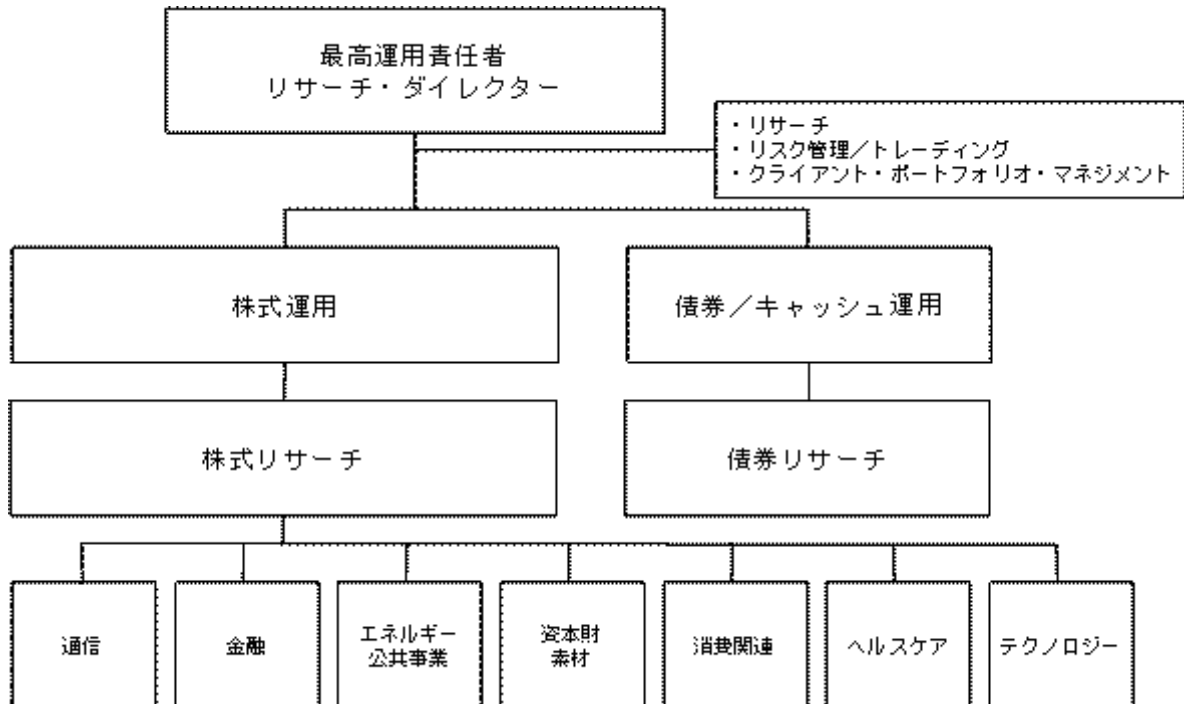 最高運用責任者
リサーチ・ダイレクター
・リサーチ
・リスク管理／トレーディング
・クライアント・ポートフォリオ・マネジメント
株式運用
債券／キャッシュ運用
株式リサーチ
債券リサーチ
通信
金融
エネルギー
公共事業
資本財
素材
消費関連
ヘルスケア
テクノロジー